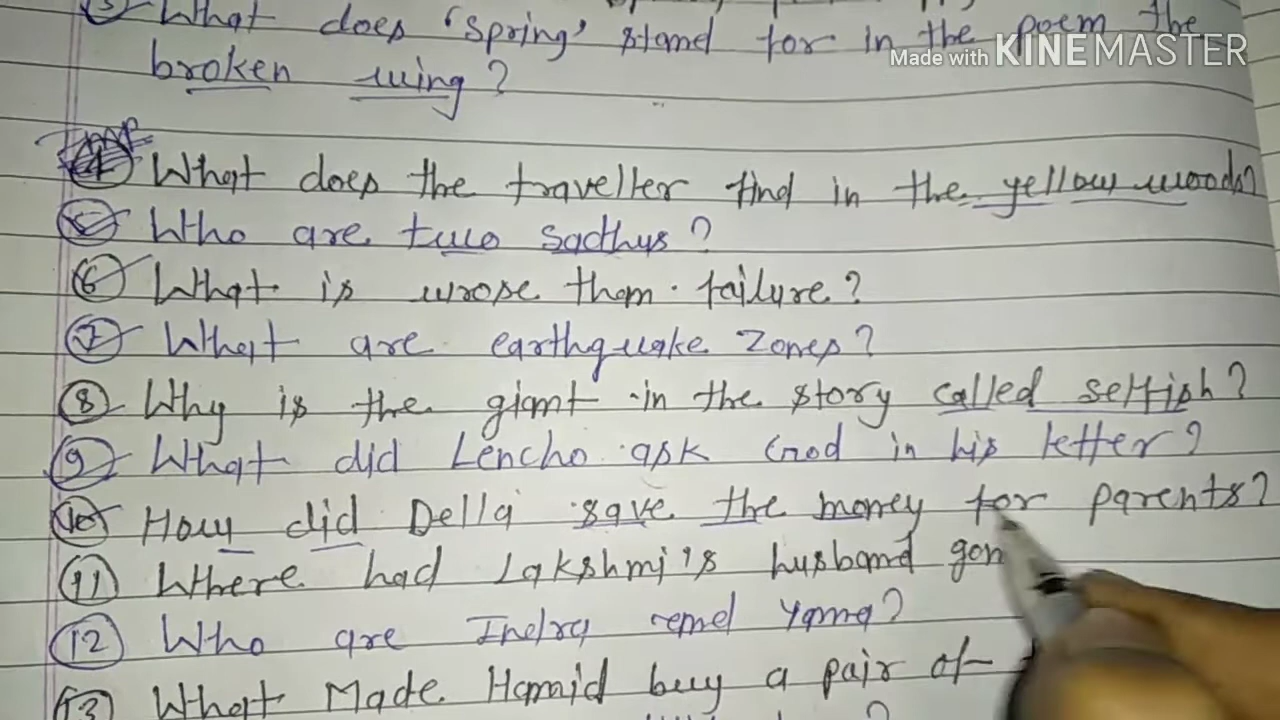 ③ What does 'spring' stand for in the poem the
broken wing?
Made with KINEMASTER
④ What does the traveller find in the yellow woods?
⑤ Who are two sadhus?
⑥ What is wrose them failure?
⑦ What are earthquake zones?
⑧ Why is the giant in the story called selfish?
⑨ What did Lencho ask God in his letter?
⑩ How did Della save the money for parents?
⑪ Where had Lakshmi's husband gon
⑫ Who are Indra and Yama?
⑬ What Made Hamid buy a pair of